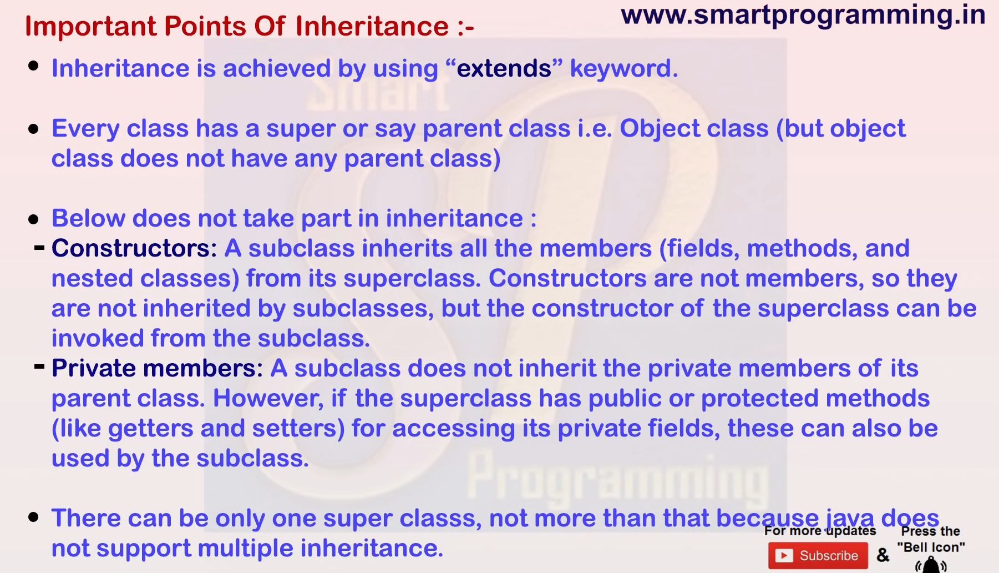 www.smartprogramming.in
Important Points Of Inheritance :-
• Inheritance is achieved by using “extends” keyword.
• Every class has a super or say parent class i.e. Object class (but object
class does not have any parent class)
• Below does not take part in inheritance :
- Constructors: A subclass inherits all the members (fields, methods, and
nested classes) from its superclass. Constructors are not members, so they
are not inherited by subclasses, but the constructor of the superclass can be
invoked from the subclass.
- Private members: A subclass does not inherit the private members of its
parent class. However, if the superclass has public or protected methods
(like getters and setters) for accessing its private fields, these can also be
used by the subclass.
• There can be only one super classs, not more than that because java does
not support multiple inheritance.
For more updates
Subscribe
&
Press the
"Bell Icon"
Smart
SP
Programming